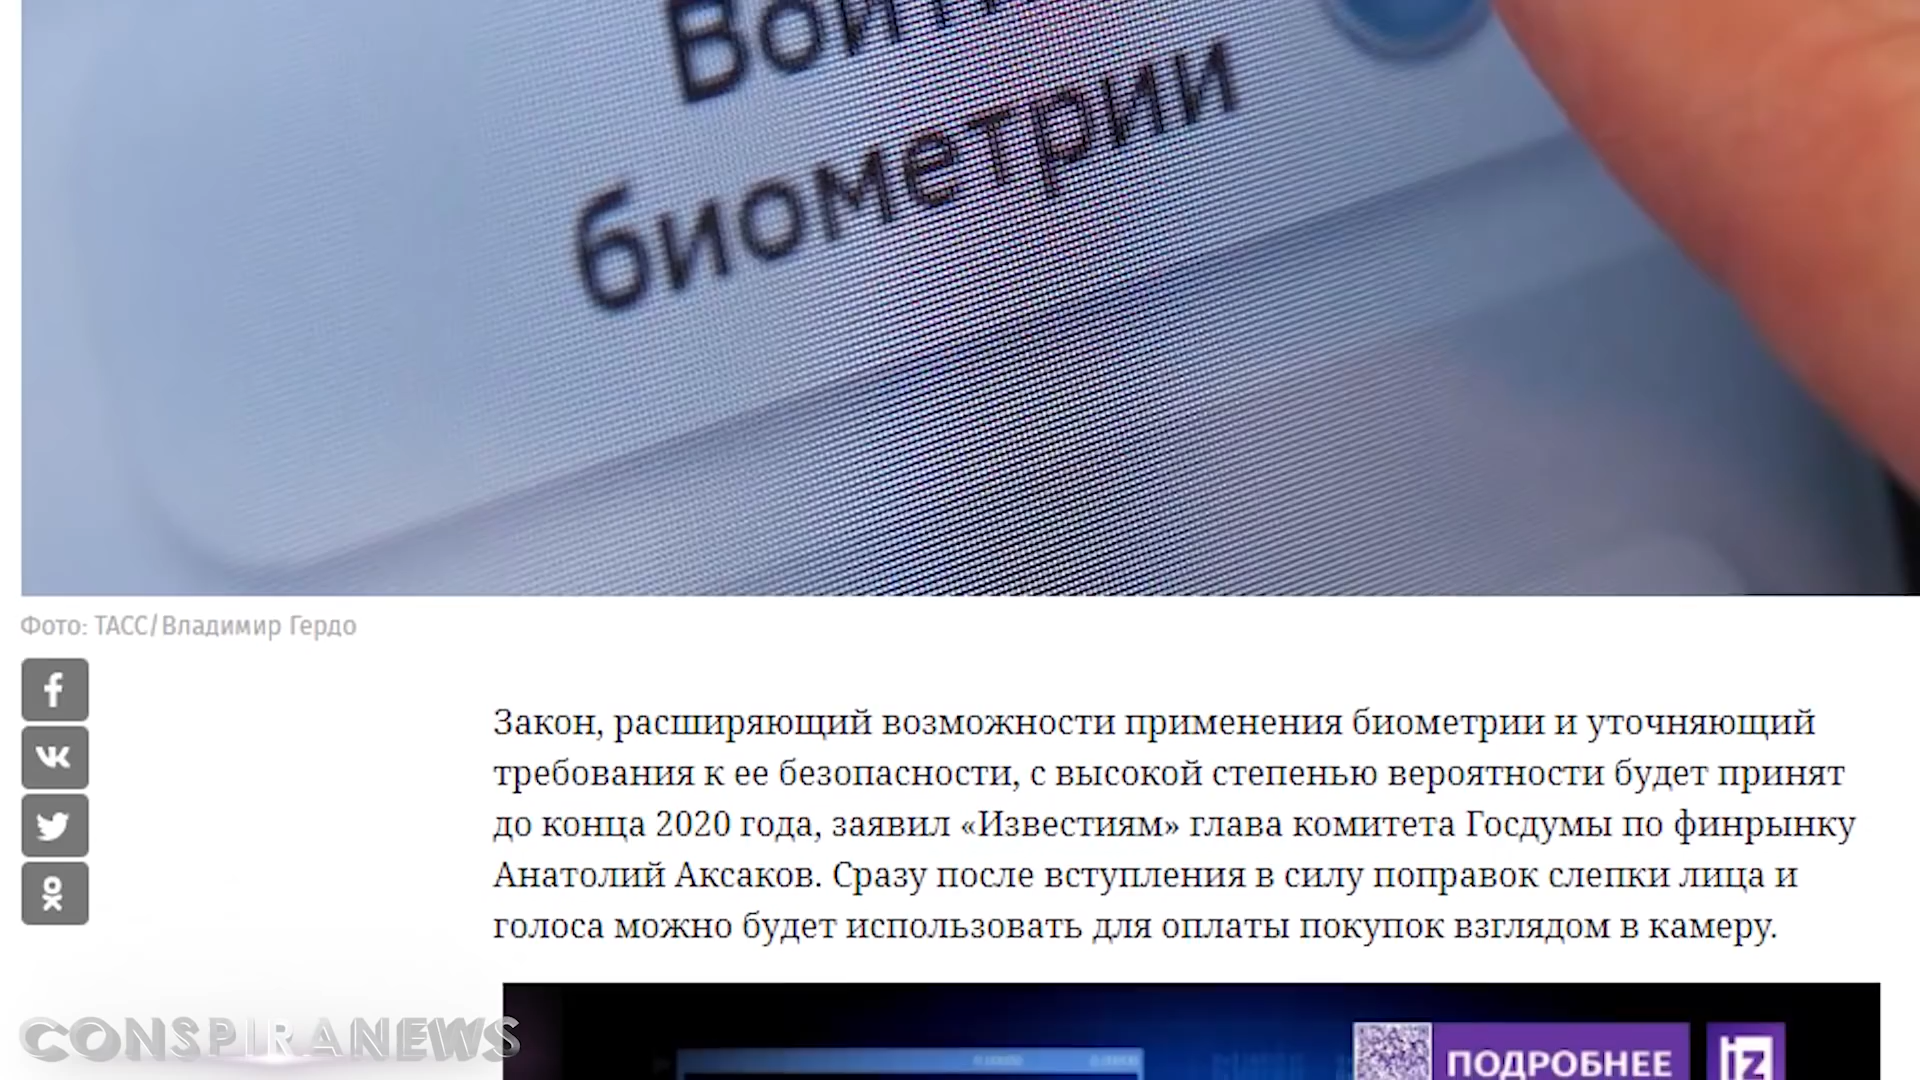 биометрии
Фото: ТАСС/Владимир Гердо
Закон, расширяющий возможности применения биометрии и уточняющий
требования к ее безопасности, с высокой степенью вероятности будет принят
до конца 2020 года, заявил «Известиям» глава комитета Госдумы по финрынку
Анатолий Аксаков. Сразу после вступления в силу поправок слепки лица и
голоса можно будет использовать для оплаты покупок взглядом в камеру.
CONSPIRANEWS
ПОДРОБНЕЕ
iz